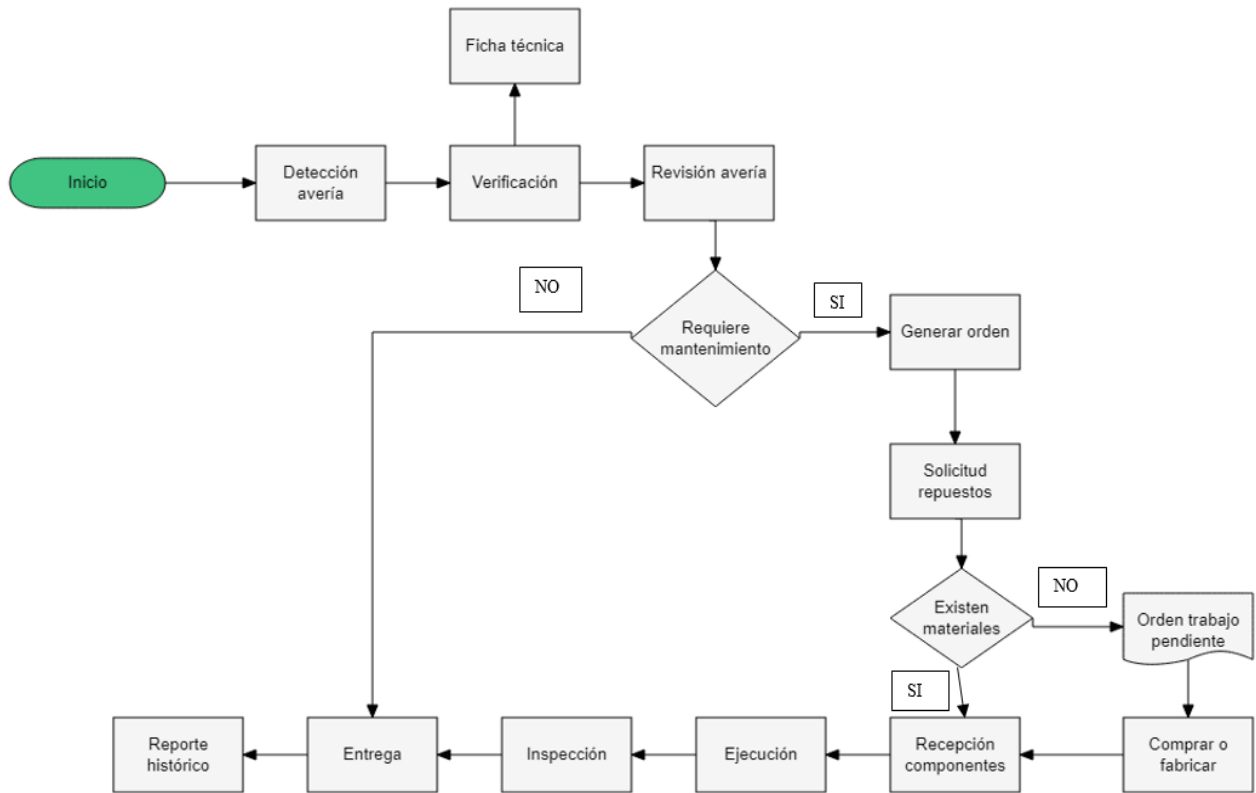 Ficha técnica
Inicio
Detección
avería
Verificación
Revisión avería
NO
SI
Requiere
mantenimiento
Generar orden
Solicitud
repuestos
Existen
materiales
NO
Orden trabajo
pendiente
SI
Reporte
histórico
Entrega
Inspección
Ejecución
Recepción
componentes
Comprar o
fabricar